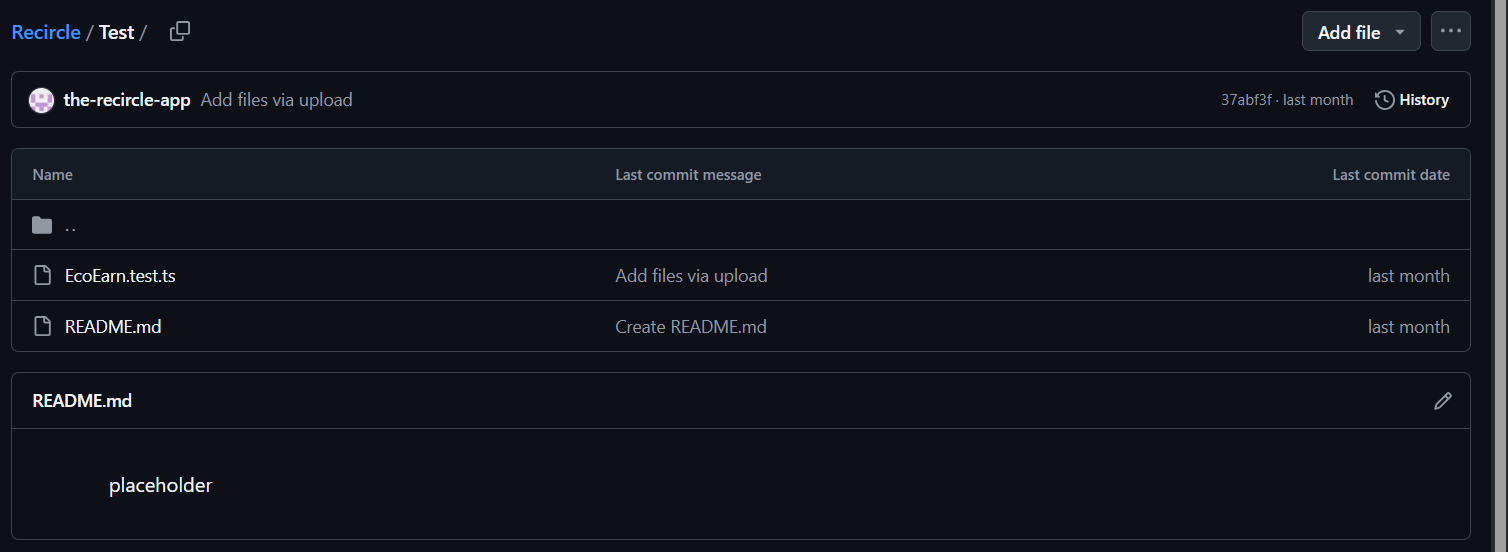 Recircle / Test /
Add file
the-recircle-app Add files via upload
37abf3f · last month
History
Name Last commit message Last commit date
..
EcoEarn.test.ts Add files via upload last month
README.md Create README.md last month
README.md
placeholder